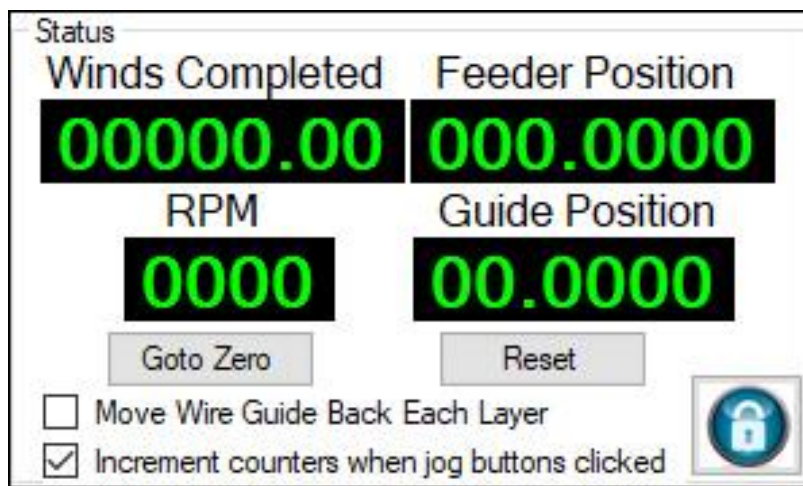 Status
Winds Completed Feeder Position
00000.00 000.0000
RPM Guide Position
0000 00.0000
Goto Zero Reset
Move Wire Guide Back Each Layer
Increment counters when jog buttons clicked